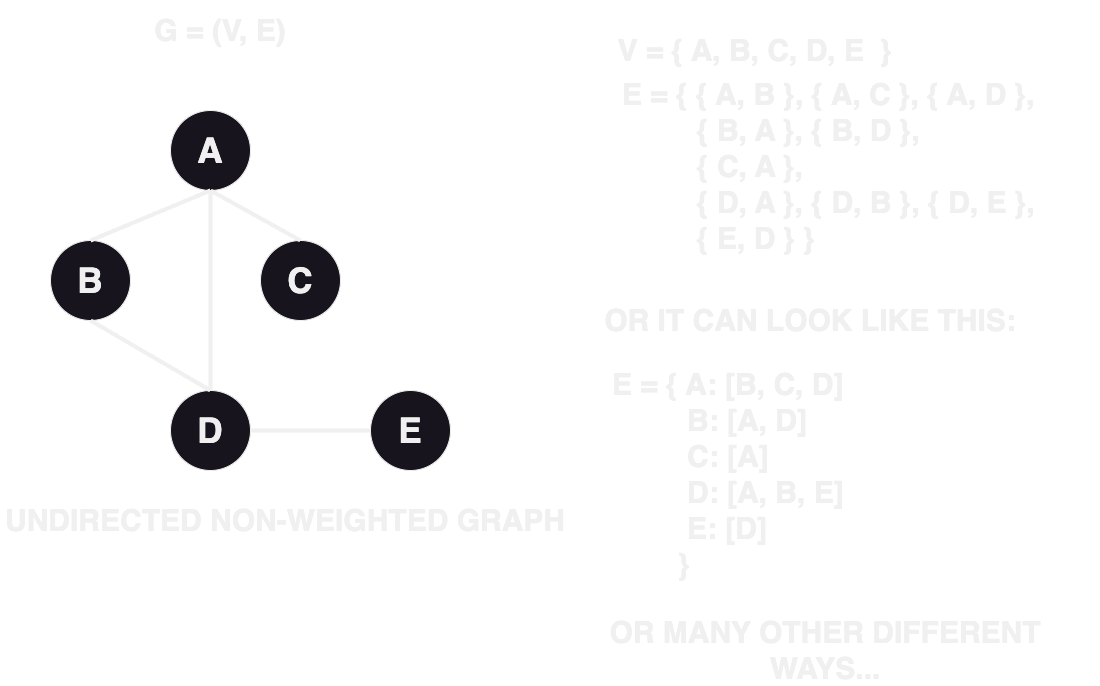 G = (V, E)
A
B
C
D
E
UNDIRECTED NON-WEIGHTED GRAPH
V = { A, B, C, D, E }
E = { { A, B }, { A, C }, { A, D },
{ B, A }, { B, D },
{ C, A },
{ D, A }, { D, B }, { D, E },
{ E, D } }
OR IT CAN LOOK LIKE THIS:
E = { A: [B, C, D]
B: [A, D]
C: [A]
D: [A, B, E]
E: [D]
}
OR MANY OTHER DIFFERENT
WAYS...